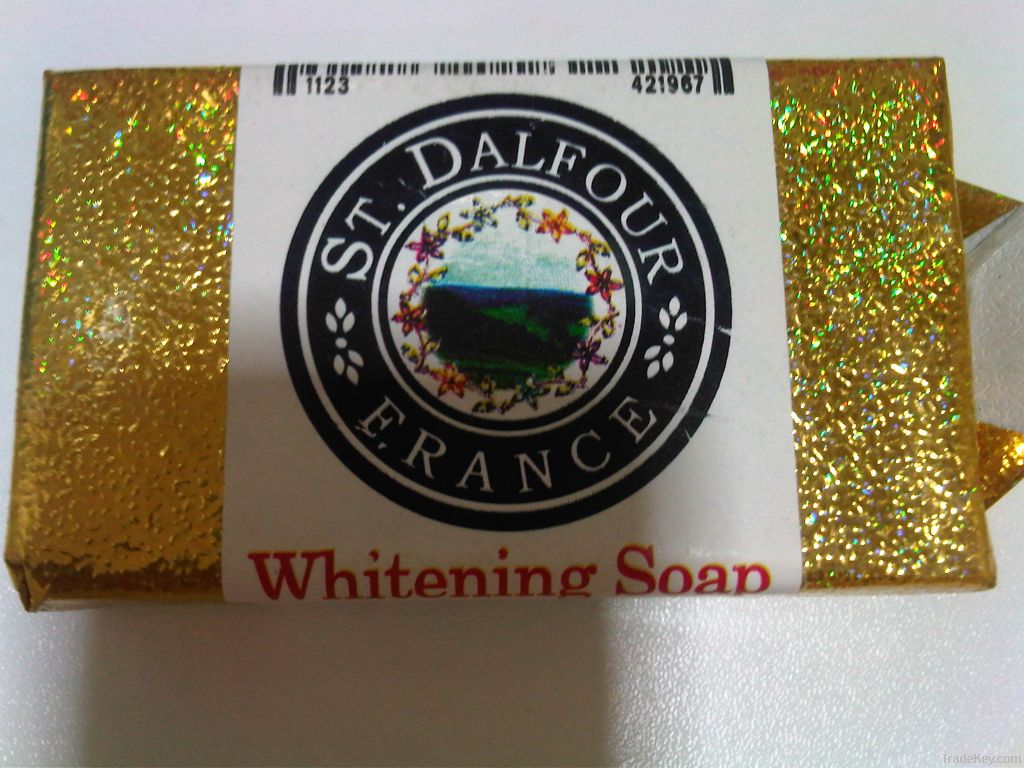 1123 421967
ST. DALFOUR
FRANCE
Whitening Soap
TradeKey.com